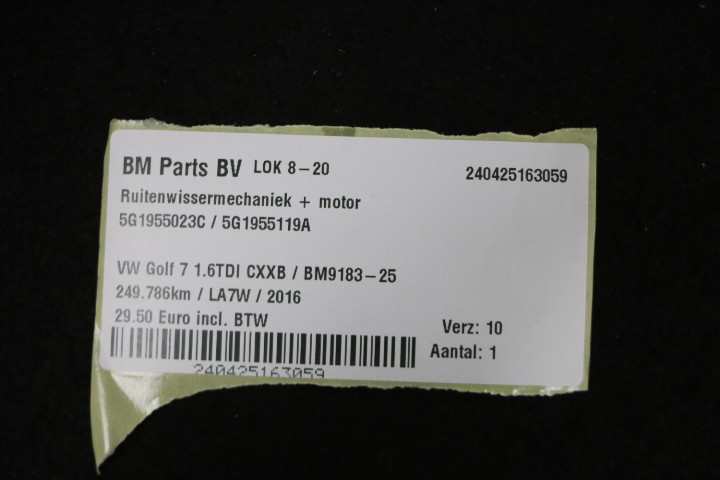 BM Parts BV LOK 8-20 240425163059
Ruitenwissermechaniek + motor
5G1955023C / 5G1955119A
VW Golf 7 1.6TDI CXXB / BM9183-25
249.786km / LA7W / 2016
29.50 Euro incl. BTW
Verz: 10
Aantal: 1
240425163059